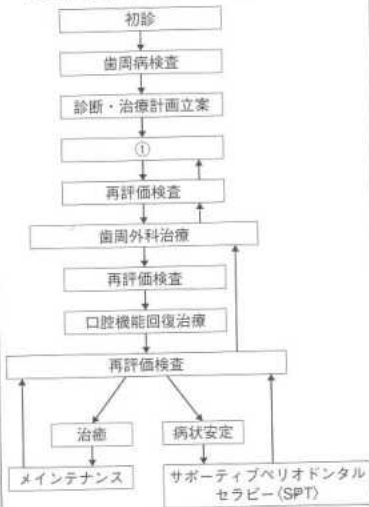 初診
歯周病検査
診断・治療計画立案
①
再評価検査
歯周外科治療
再評価検査
口腔機能回復治療
再評価検査
治癒
病状安定
メインテナンス
サポーティブペリオドンタル
セラピー(SPT)